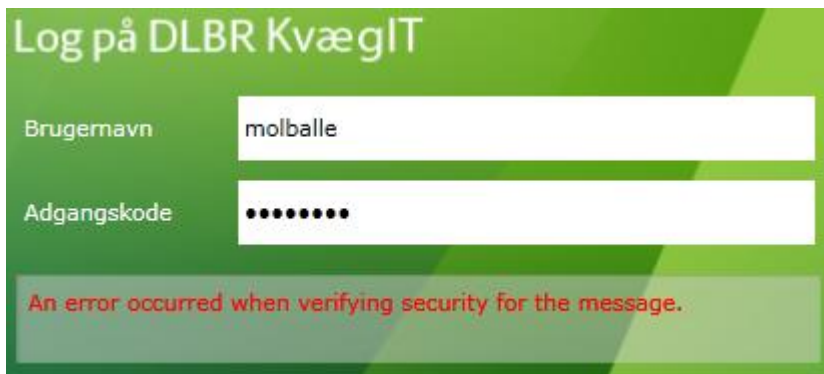 Log på DLBR KvægIT
Brugernavn molballe
Adgangskode ••••••••
An error occurred when verifying security for the message.